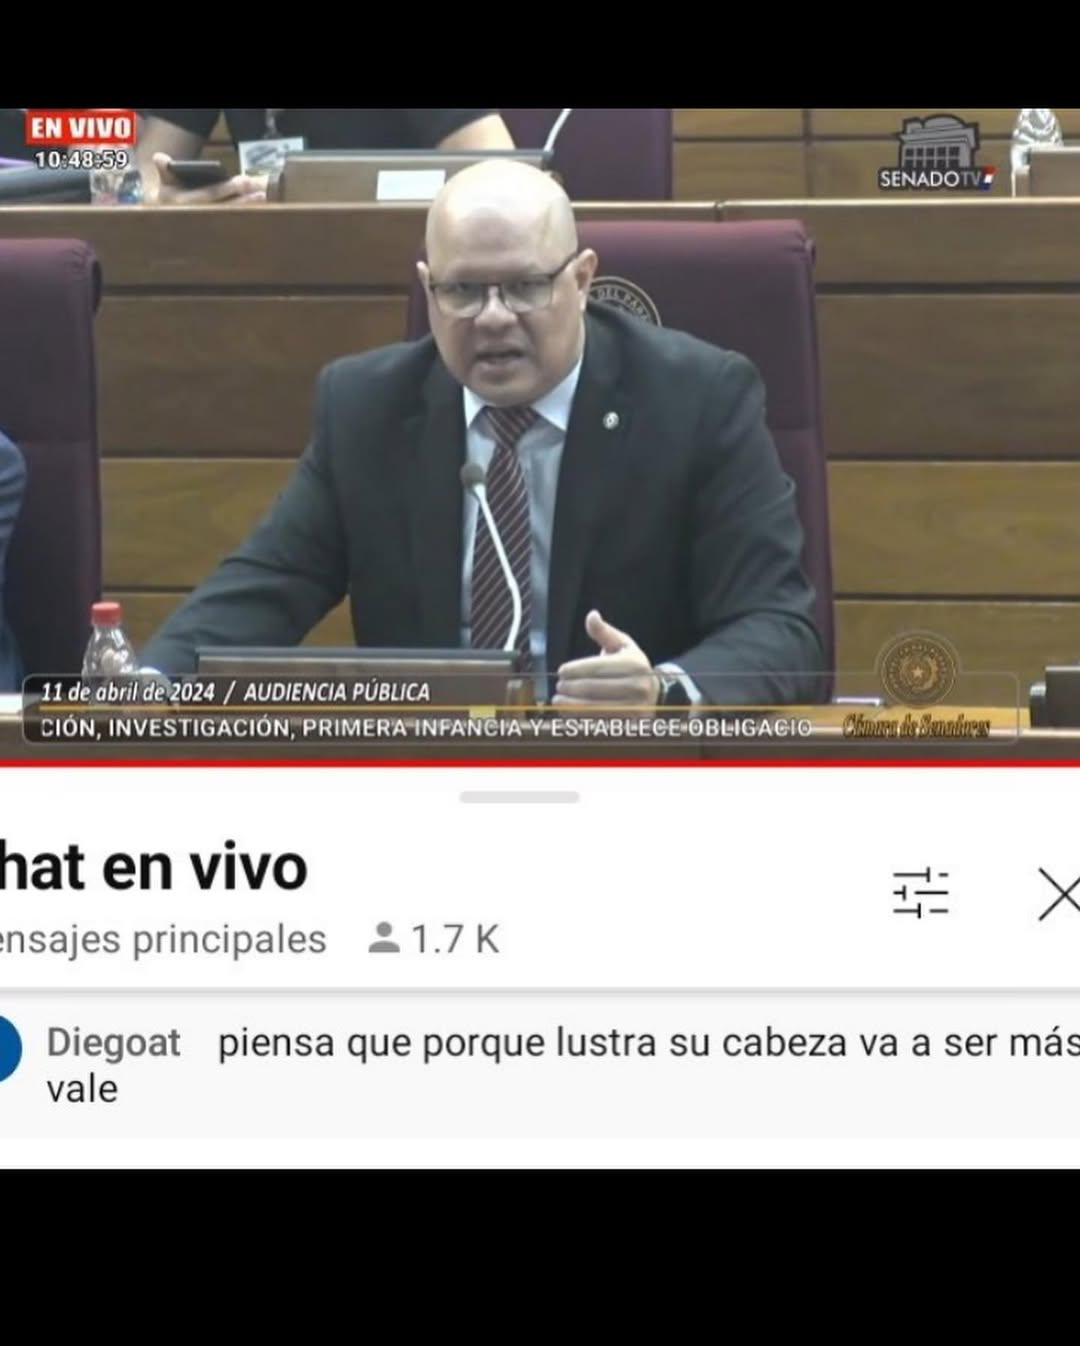 EN VIVO
10:48:59
SENADOTV
DEL PARA
11 de abril de 2024 / AUDIENCIA PÚBLICA
CIÓN, INVESTIGACIÓN, PRIMERA INFANCIA Y ESTABLECE OBLIGACIO
Cámara de Senadores
hat en vivo
ensajes principales 1.7 K
Diegoat piensa que porque lustra su cabeza va a ser más
vale